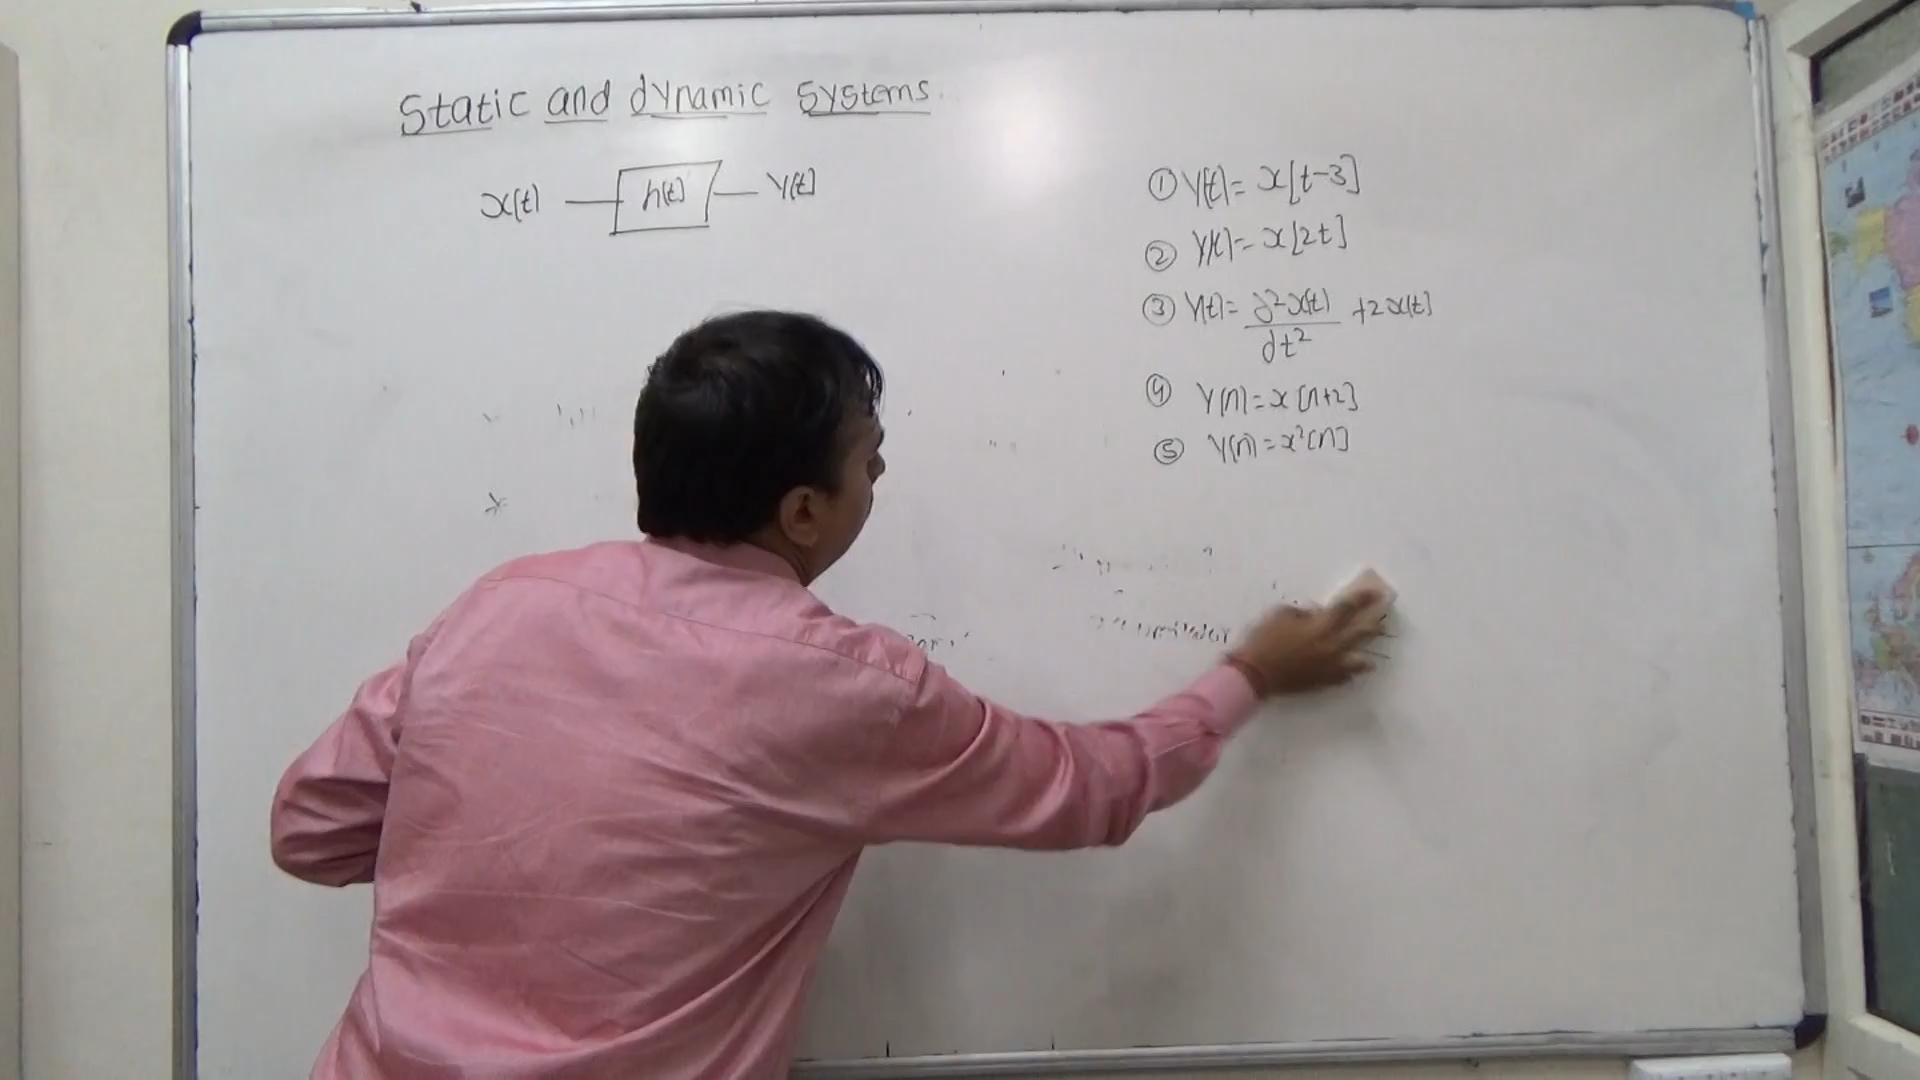 Static and dynamic Systems
x(t) h(t) y(t)
① y(t) = x[t-3]
② y(t) = x[2t]
③ y(t) = d²x(t)/dt² + 2x(t)
④ y[n] = x[n+2]
⑤ y[n] = x²[n]